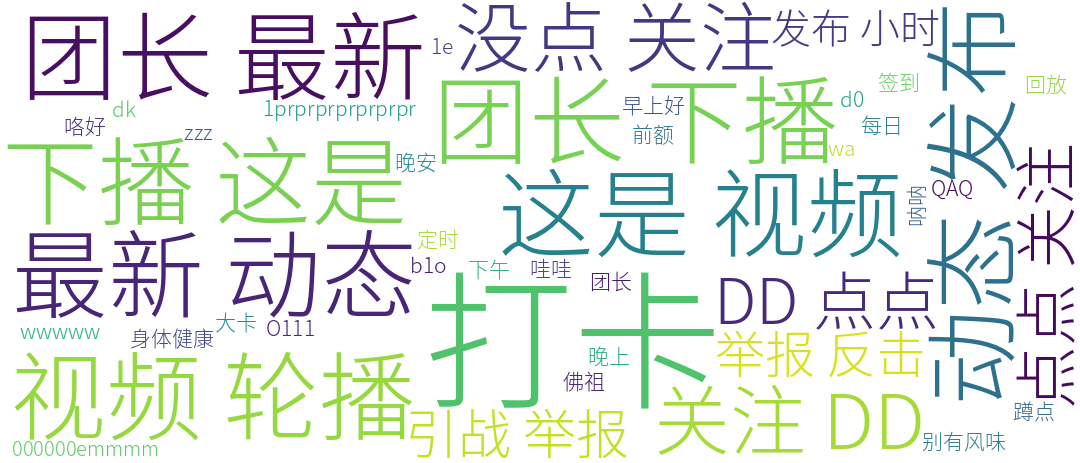 团长 最新
没点 关注
发布 小时
动态 发布
点点 关注
1e
dk
1prprprprprprpr
咯好
zzz
团长 下播
早上好
前额
d0
签到
每日
回放
wa
下播 这是
晚安
这是 视频
呐呐
QAQ
最新 动态
定时
b1o
下午
哇哇
团长
打卡
DD 点点
wwwww
身体健康
大卡
O111
晚上
佛祖
举报 反击
视频 轮播
引战 举报
关注 DD
蹲点
别有风味
000000emmmm